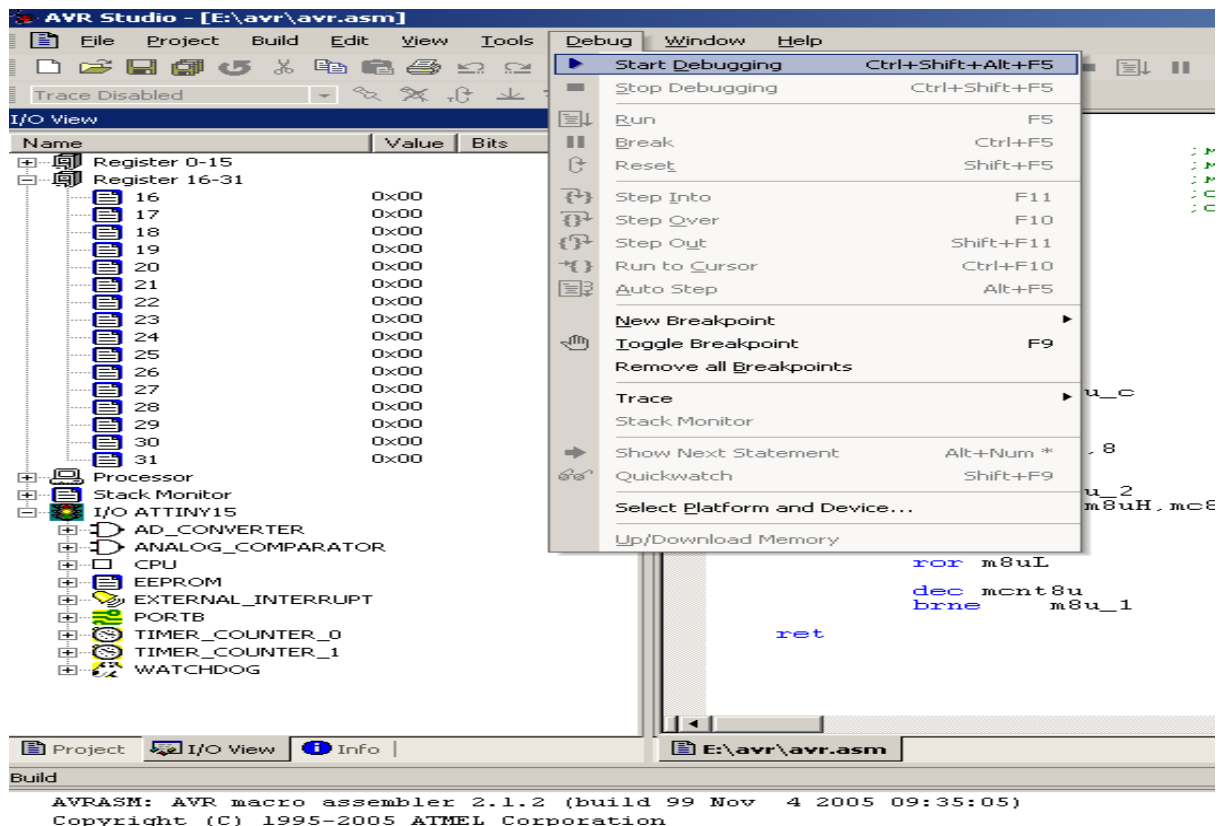 AVR Studio - [E:\avr\avr.asm]
File Project Build Edit View Tools Debug Window Help
Trace Disabled
I/O View
Name Value Bits
Register 0-15
Register 16-31
16 0x00
17 0x00
18 0x00
19 0x00
20 0x00
21 0x00
22 0x00
23 0x00
24 0x00
25 0x00
26 0x00
27 0x00
28 0x00
29 0x00
30 0x00
31 0x00
Processor
Stack Monitor
I/O ATTINY15
AD_CONVERTER
ANALOG_COMPARATOR
CPU
EEPROM
EXTERNAL_INTERRUPT
PORTB
TIMER_COUNTER_0
TIMER_COUNTER_1
WATCHDOG
Project I/O View Info
Start Debugging Ctrl+Shift+Alt+F5
Stop Debugging Ctrl+Shift+F5
Run F5
Break Ctrl+F5
Reset Shift+F5
Step Into F11
Step Over F10
Step Out Shift+F11
Run to Cursor Ctrl+F10
Auto Step Alt+F5
New Breakpoint
Toggle Breakpoint F9
Remove all Breakpoints
Trace
Stack Monitor
Show Next Statement Alt+Num *
Quickwatch Shift+F9
Select Platform and Device...
Up/Download Memory
u_c
,8
u_2
m8uH,mc8
ror m8uL
dec mcnt8u
brne m8u_1
ret
E:\avr\avr.asm
Build
AVRASM: AVR macro assembler 2.1.2 (build 99 Nov 4 2005 09:35:05)
Copyright (C) 1995-2005 ATMEL Corporation